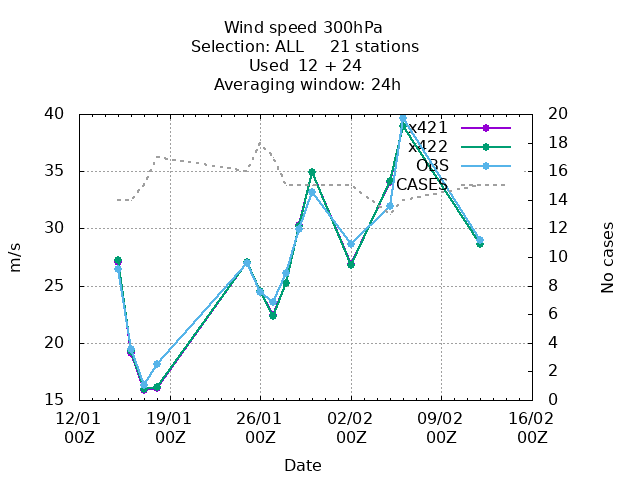 Wind speed 300hPa
Selection: ALL     21 stations
Used  12 + 24
Averaging window: 24h
40
35
30
25
20
15
m/s
20
18
16
14
12
10
8
6
4
2
0
No cases
x421
x422
OBS
CASES
12/01 19/01 26/01 02/02 09/02 16/02
00Z 00Z 00Z 00Z 00Z 00Z
Date